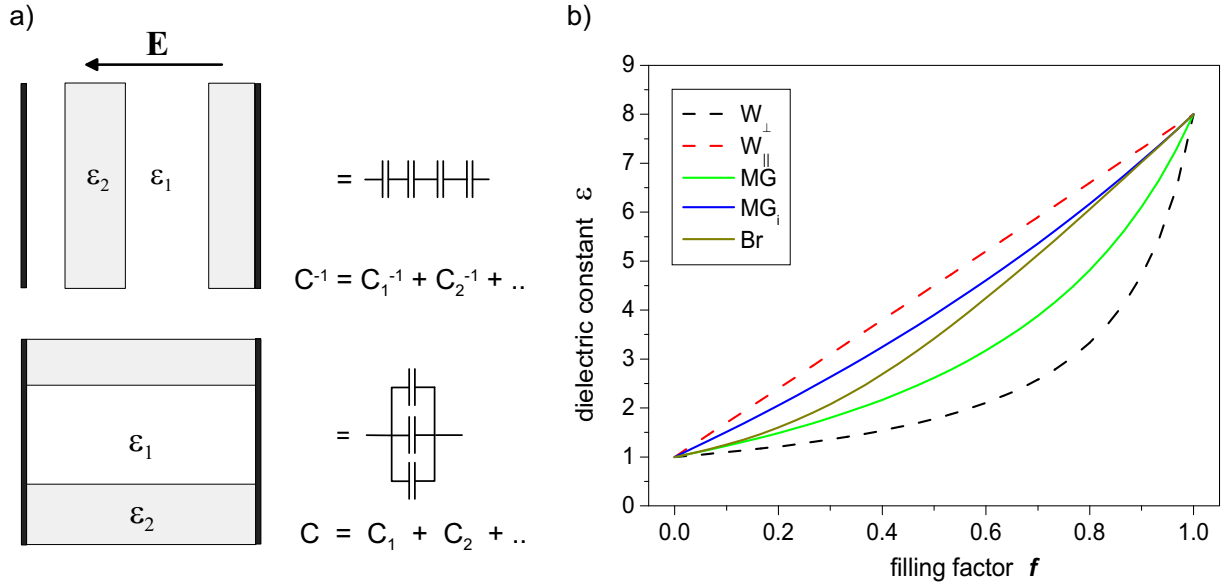 a)
E
ε₂
ε₁
=
C⁻¹ = C₁⁻¹ + C₂⁻¹ + ..
ε₁
ε₂
=
C = C₁ + C₂ + ..
b)
dielectric constant ε
9
8
7
6
5
4
3
2
1
0
W⊥
W||
MG
MGᵢ
Br
0.0 0.2 0.4 0.6 0.8 1.0
filling factor f